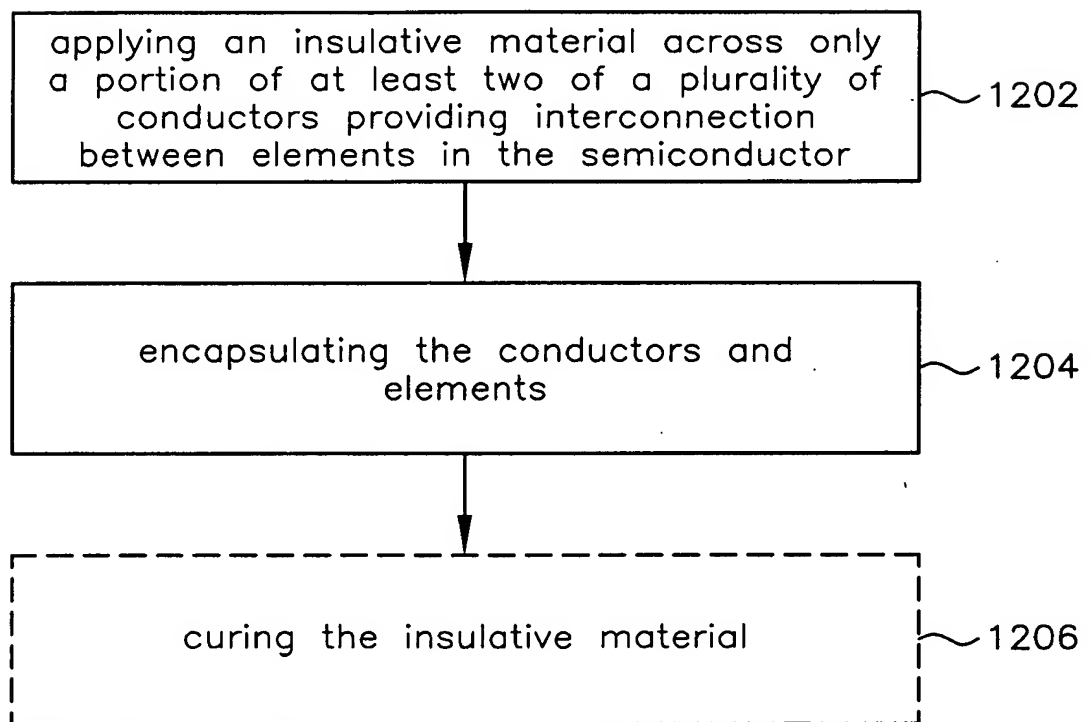 applying an insulative material across only
a portion of at least two of a plurality of
conductors providing interconnection
between elements in the semiconductor
1202
encapsulating the conductors and
elements
1204
curing the insulative material
1206